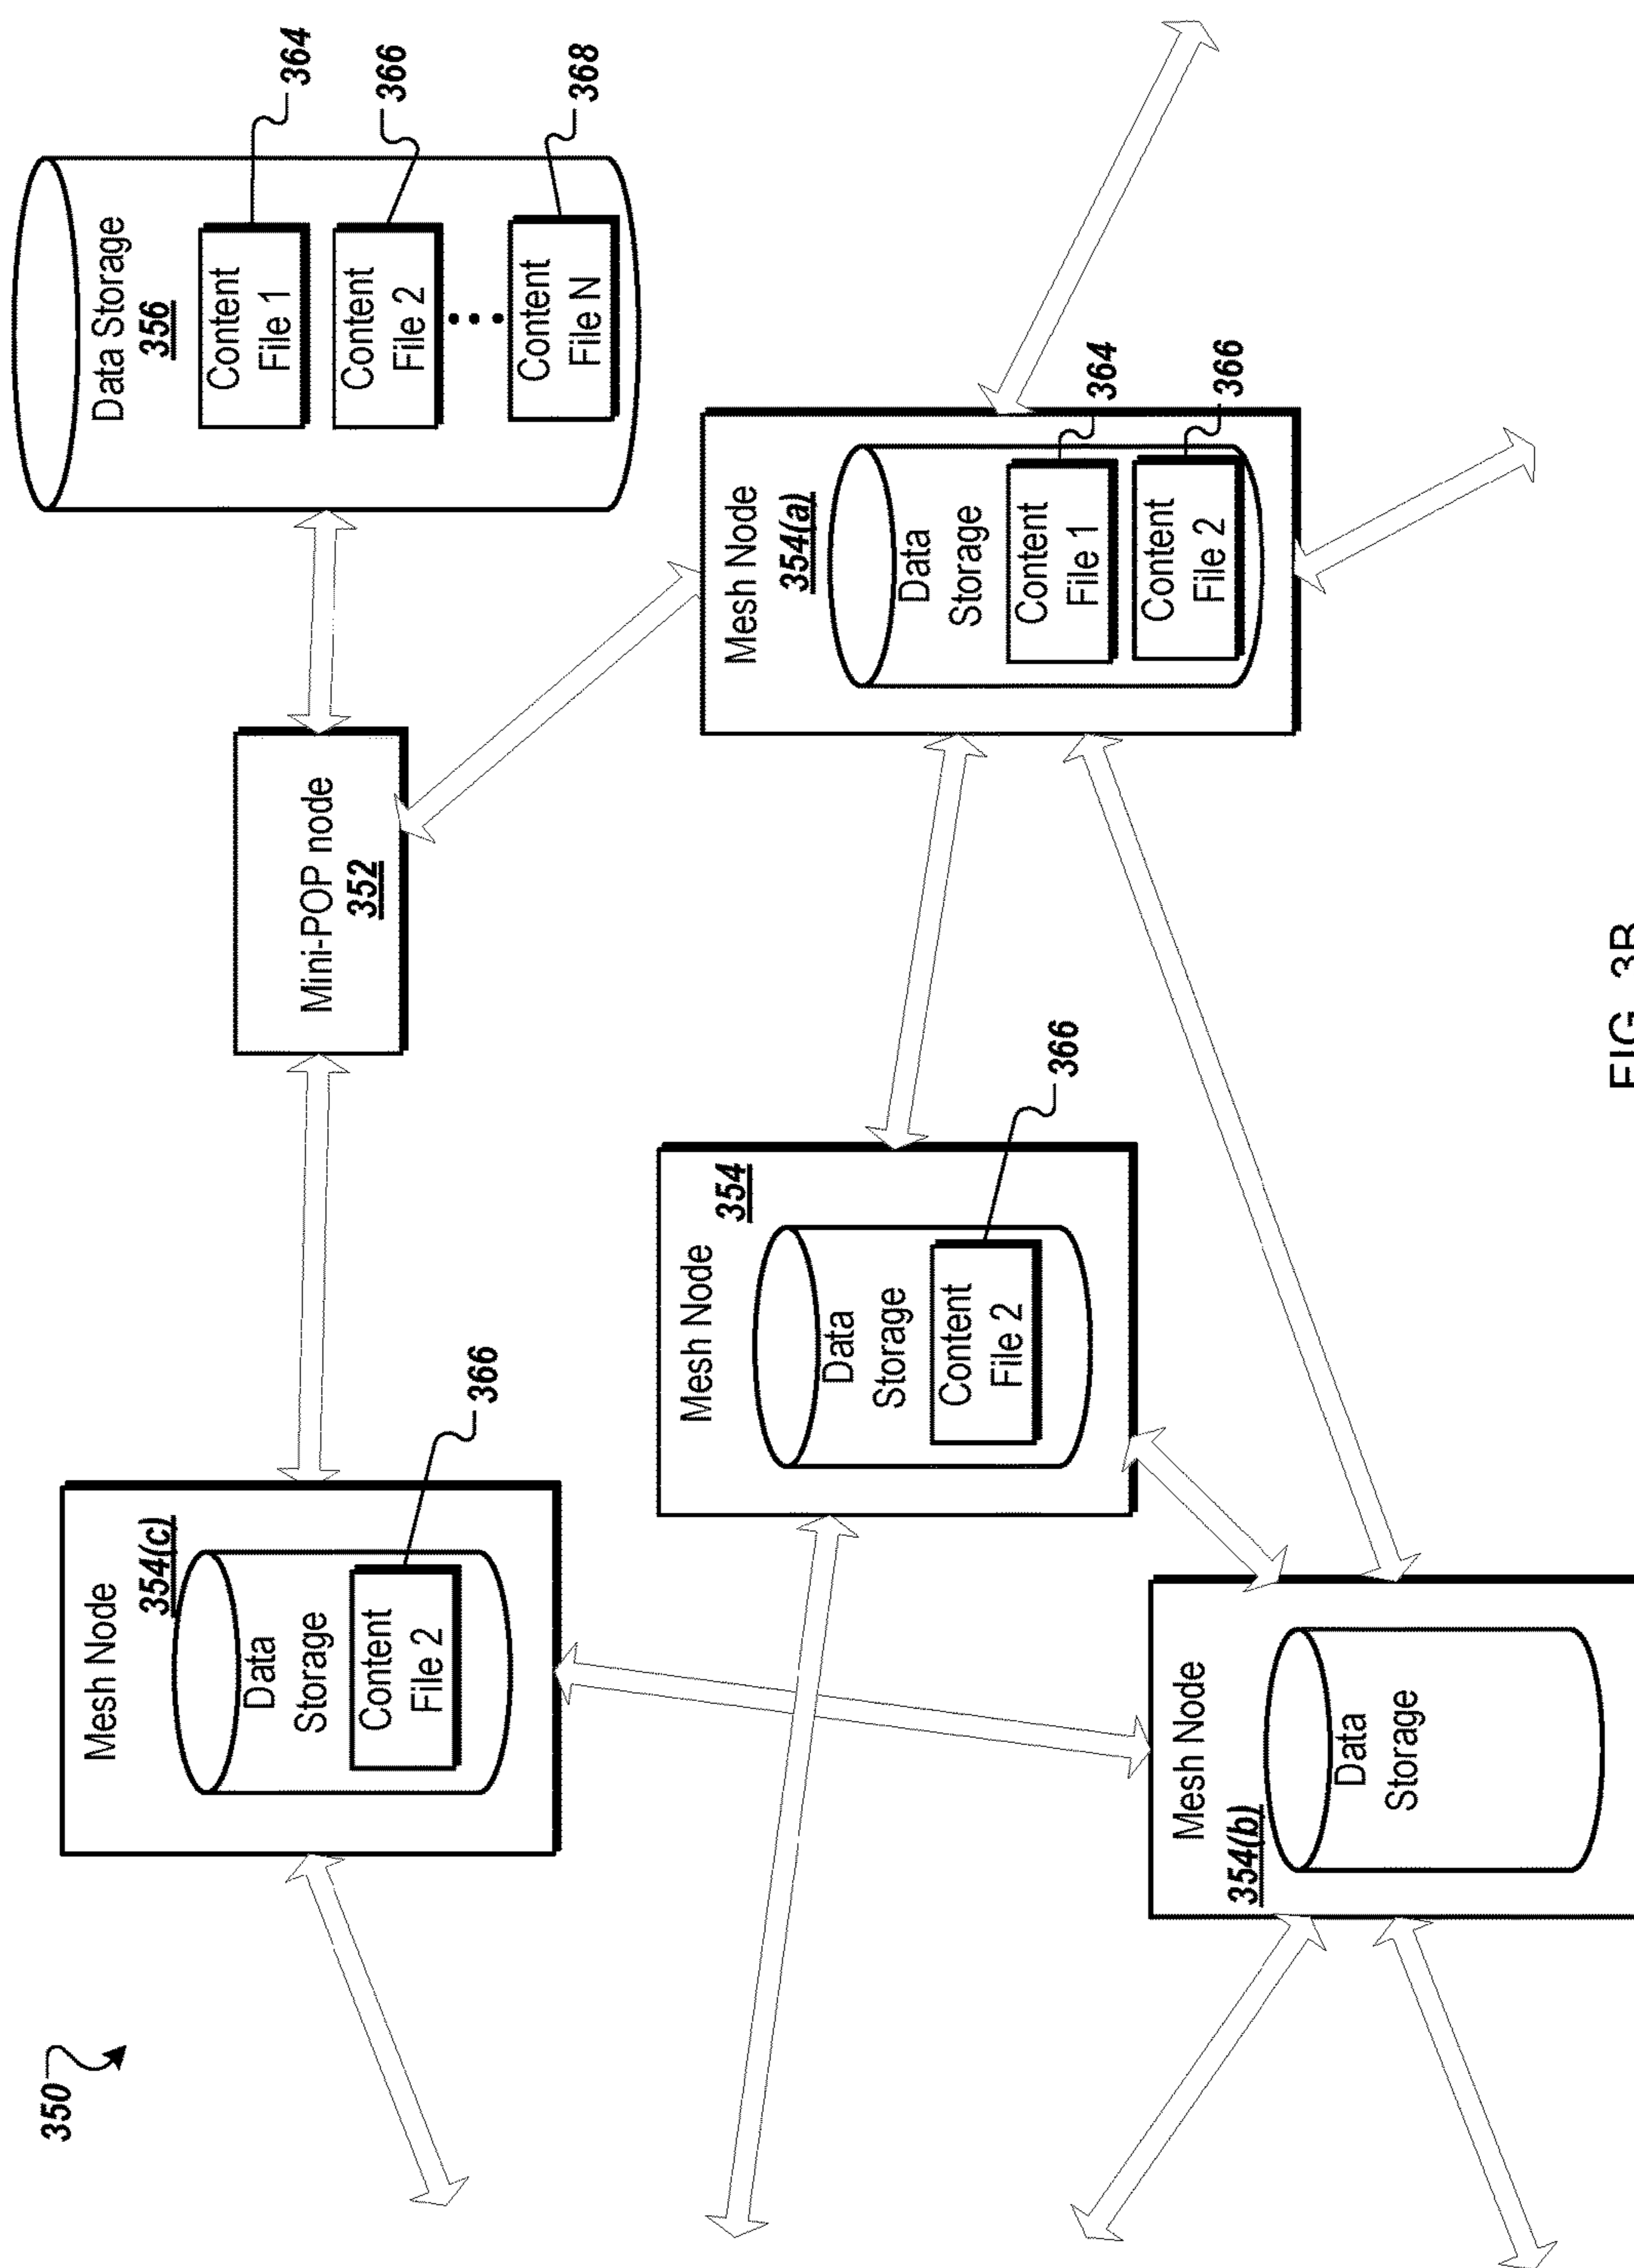 350
Mesh Node
354(c)
Data
Storage
Content
File 2
366
Mini-POP node
352
Data Storage
356
Content
File 1
364
Content
File 2
366
Content
File N
368
Mesh Node
354
Data
Storage
Content
File 2
366
Mesh Node
354(a)
Data
Storage
Content
File 1
364
Content
File 2
366
Mesh Node
354(b)
Data
Storage
FIG. 3B